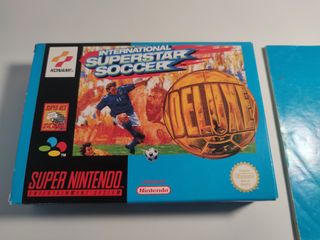 KONAMI
INTERNATIONAL
SUPERSTAR
SOCCER
DELUXE
SUPER NINTENDO
ENTERTAINMENT SYSTEM
Nintendo